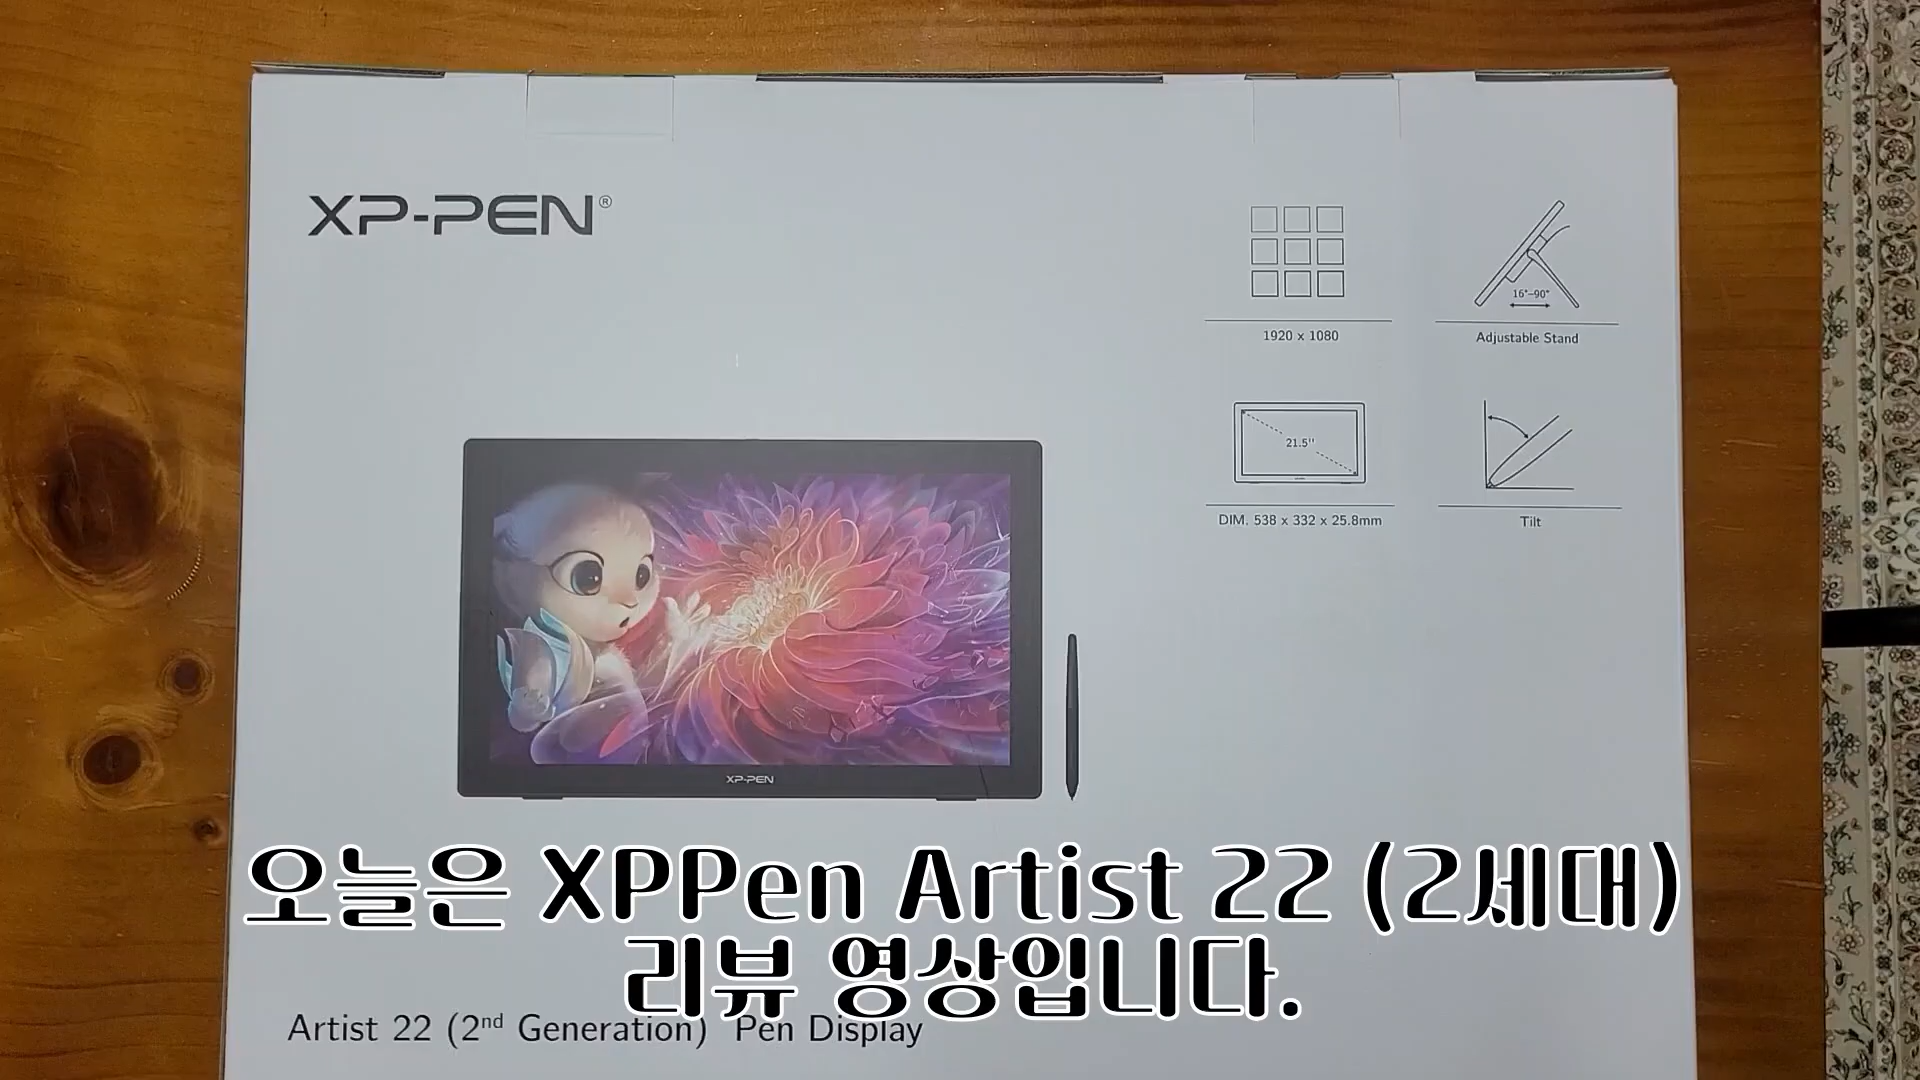 XP-PEN®
1920 x 1080
16°–90°
Adjustable Stand
21.5''
DIM. 538 x 332 x 25.8mm
Tilt
XP-PEN
오늘은 XPPen Artist 22 (2세대)
리뷰 영상입니다.
Artist 22 (2nd Generation) Pen Display